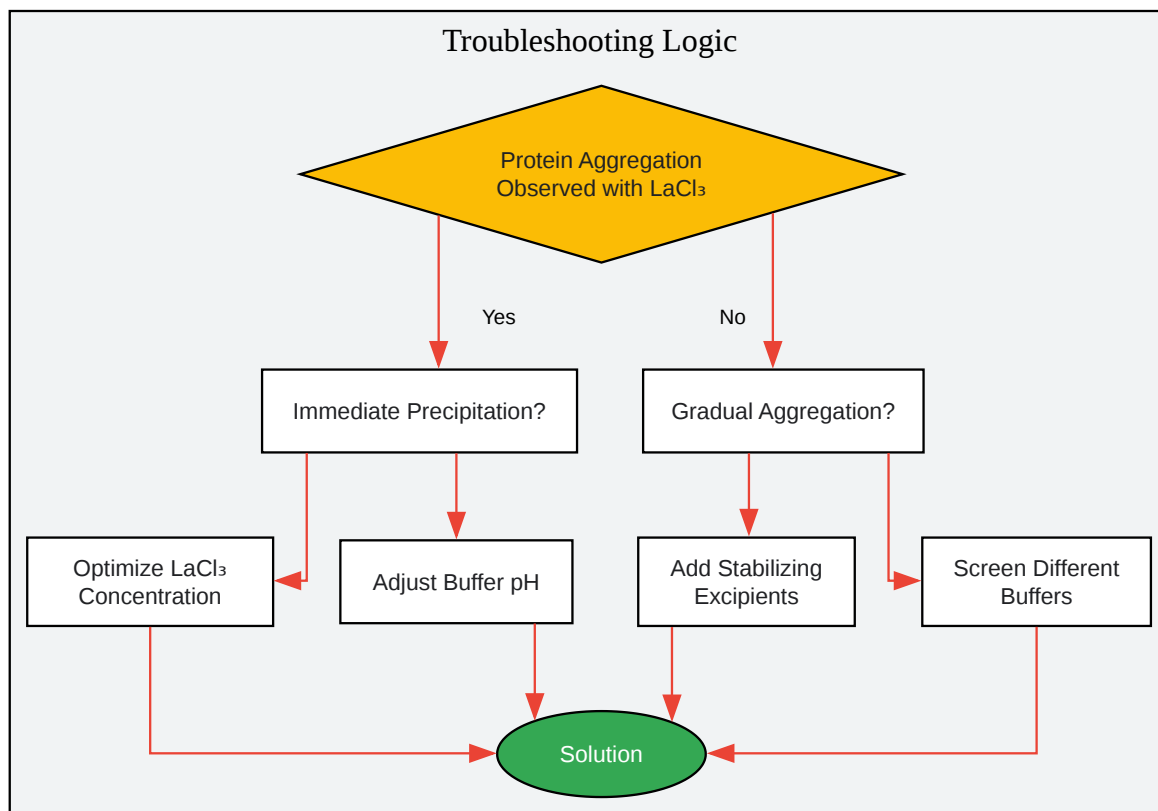 Troubleshooting Logic
Protein Aggregation
Observed with LaCl₃
Yes
No
Immediate Precipitation?
Gradual Aggregation?
Optimize LaCl₃
Concentration
Adjust Buffer pH
Add Stabilizing
Excipients
Screen Different
Buffers
Solution